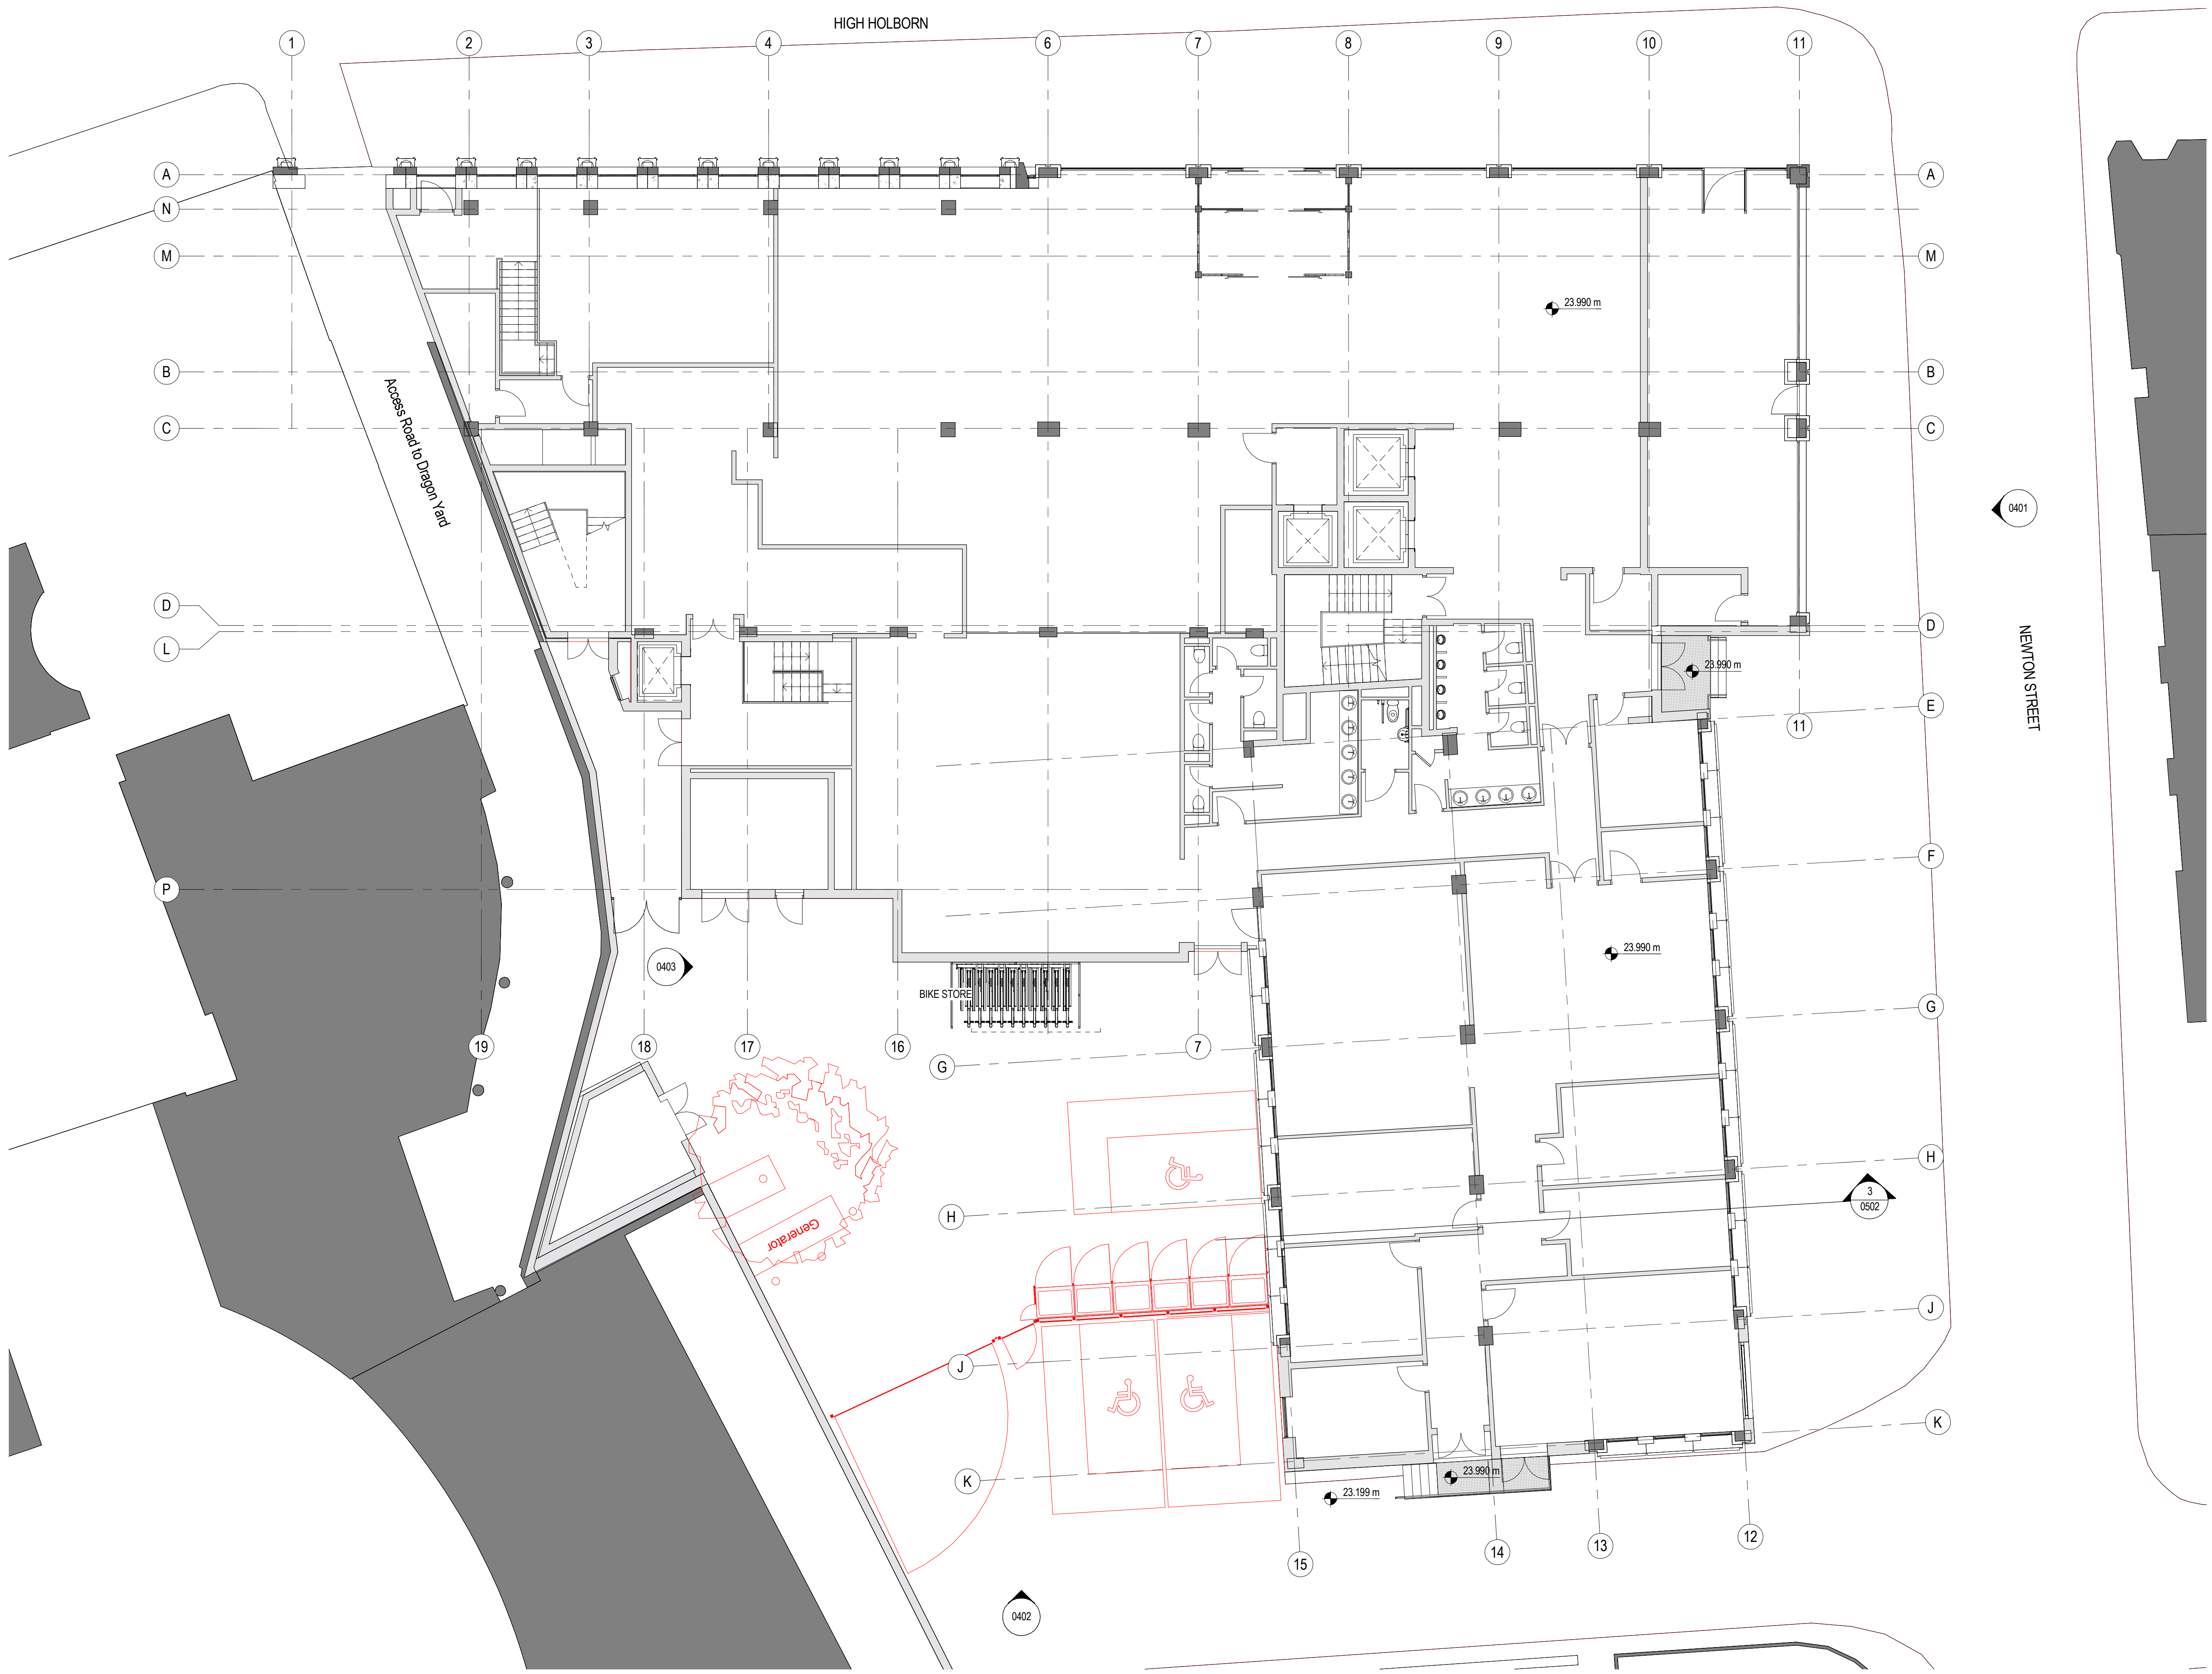 HIGH HOLBORN
1
2
3
4
6
7
8
9
10
11
A
A
N
M
M
23.990 m
B
B
Access Road to Dragon Yard
C
C
0401
D
D
L
23.990 m
NEWTON STREET
E
11
F
P
23.990 m
0403
BIKE STORE
G
19
18
17
16
7
G
H
3
0502
H
Generator
J
J
K
K
23.990 m
23.199 m
12
13
14
15
0402